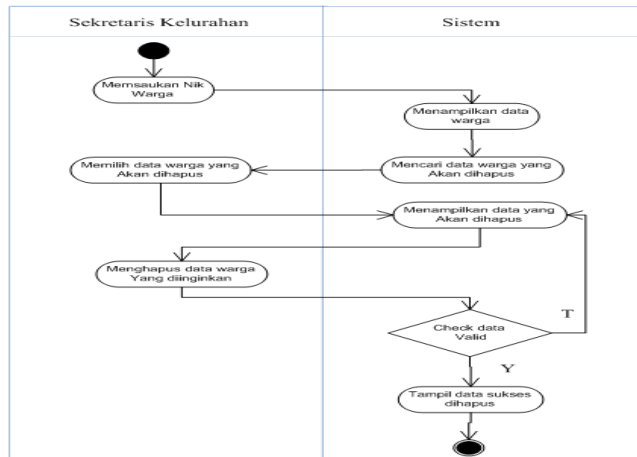 Sekretaris Kelurahan
Sistem
Memsaukan Nik
Warga
Menampilkan data
warga
Mencari data warga yang
Akan dihapus
Memilih data warga yang
Akan dihapus
Menampilkan data yang
Akan dihapus
Menghapus data warga
Yang diinginkan
Check data
Valid
T
Y
Tampil data sukses
dihapus